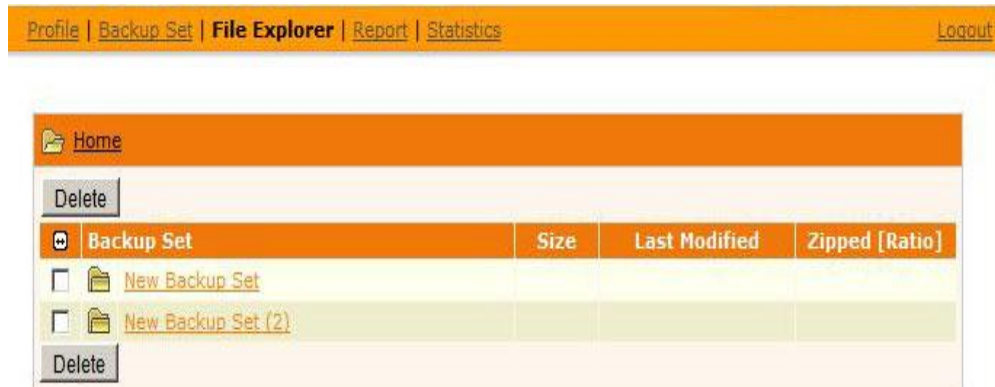 Profile | Backup Set | File Explorer | Report | Statistics Logout
Home
Delete
Backup Set Size Last Modified Zipped [Ratio]
New Backup Set
New Backup Set (2)
Delete